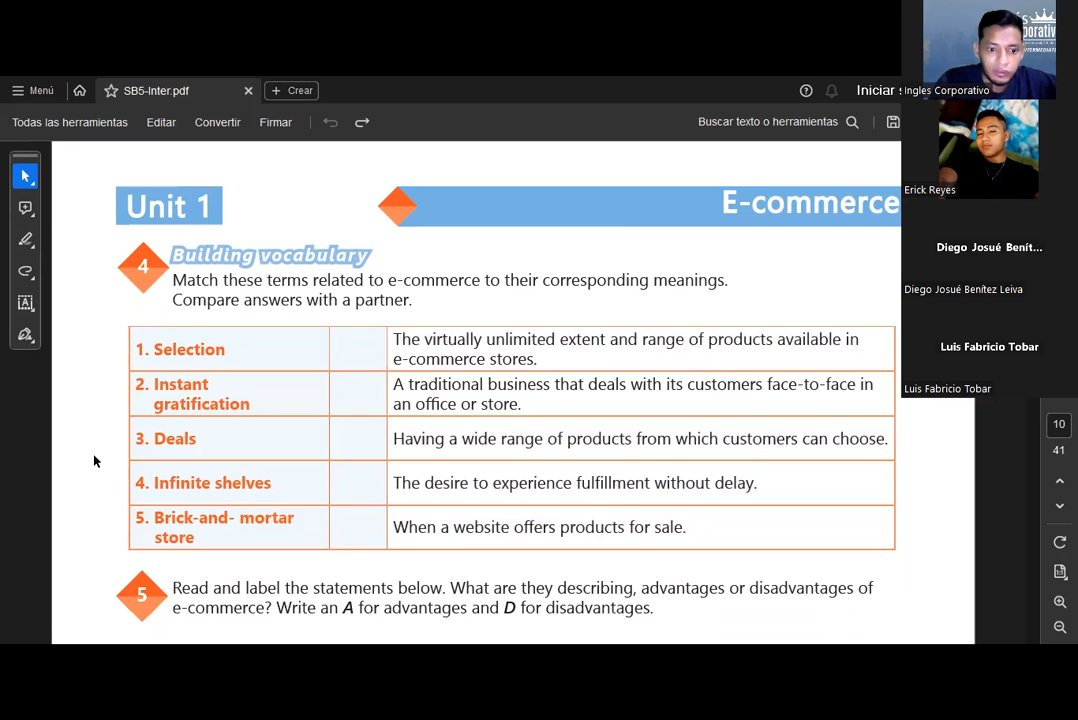 Menú
SB5-Inter.pdf
Crear
Iniciar s
Todas las herramientas
Editar
Convertir
Firmar
Buscar texto o herramientas
Ingles Corporativo
Erick Reyes
Diego Josué Benít...
Diego Josué Benítez Leiva
Luis Fabricio Tobar
Luis Fabricio Tobar
Unit 1
E-commerce
4
Building vocabulary
Match these terms related to e-commerce to their corresponding meanings.
Compare answers with a partner.
1. Selection
The virtually unlimited extent and range of products available in
e-commerce stores.
2. Instant
gratification
A traditional business that deals with its customers face-to-face in
an office or store.
3. Deals
Having a wide range of products from which customers can choose.
4. Infinite shelves
The desire to experience fulfillment without delay.
5. Brick-and- mortar
store
When a website offers products for sale.
5
Read and label the statements below. What are they describing, advantages or disadvantages of
e-commerce? Write an A for advantages and D for disadvantages.
10
41